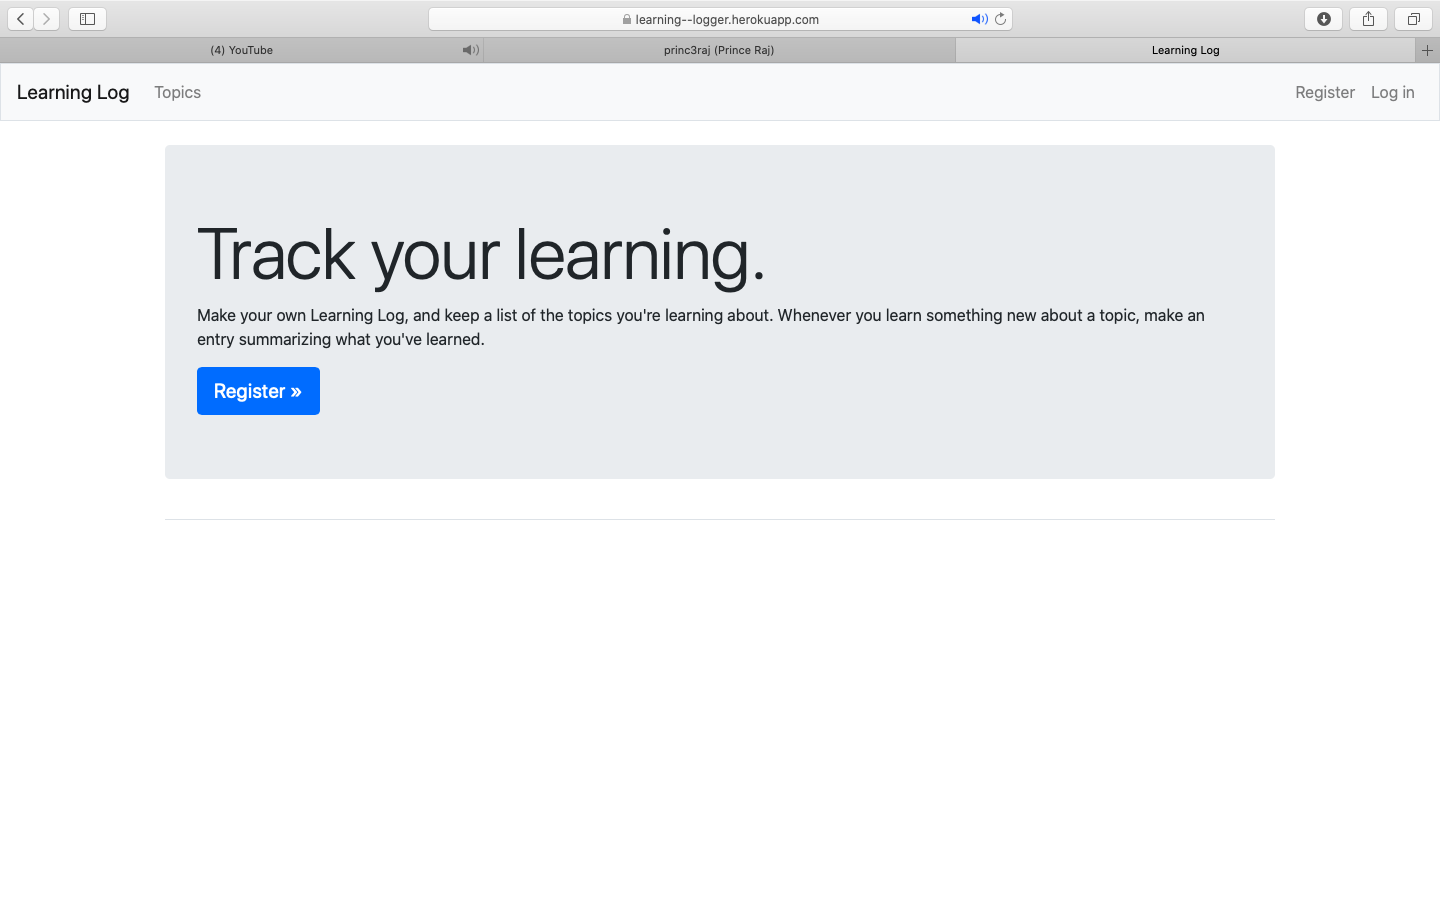 learning--logger.herokuapp.com
(4) YouTube
princ3raj (Prince Raj)
Learning Log
Learning Log Topics Register Log in
Track your learning.
Make your own Learning Log, and keep a list of the topics you're learning about. Whenever you learn something new about a topic, make an
entry summarizing what you've learned.
Register »